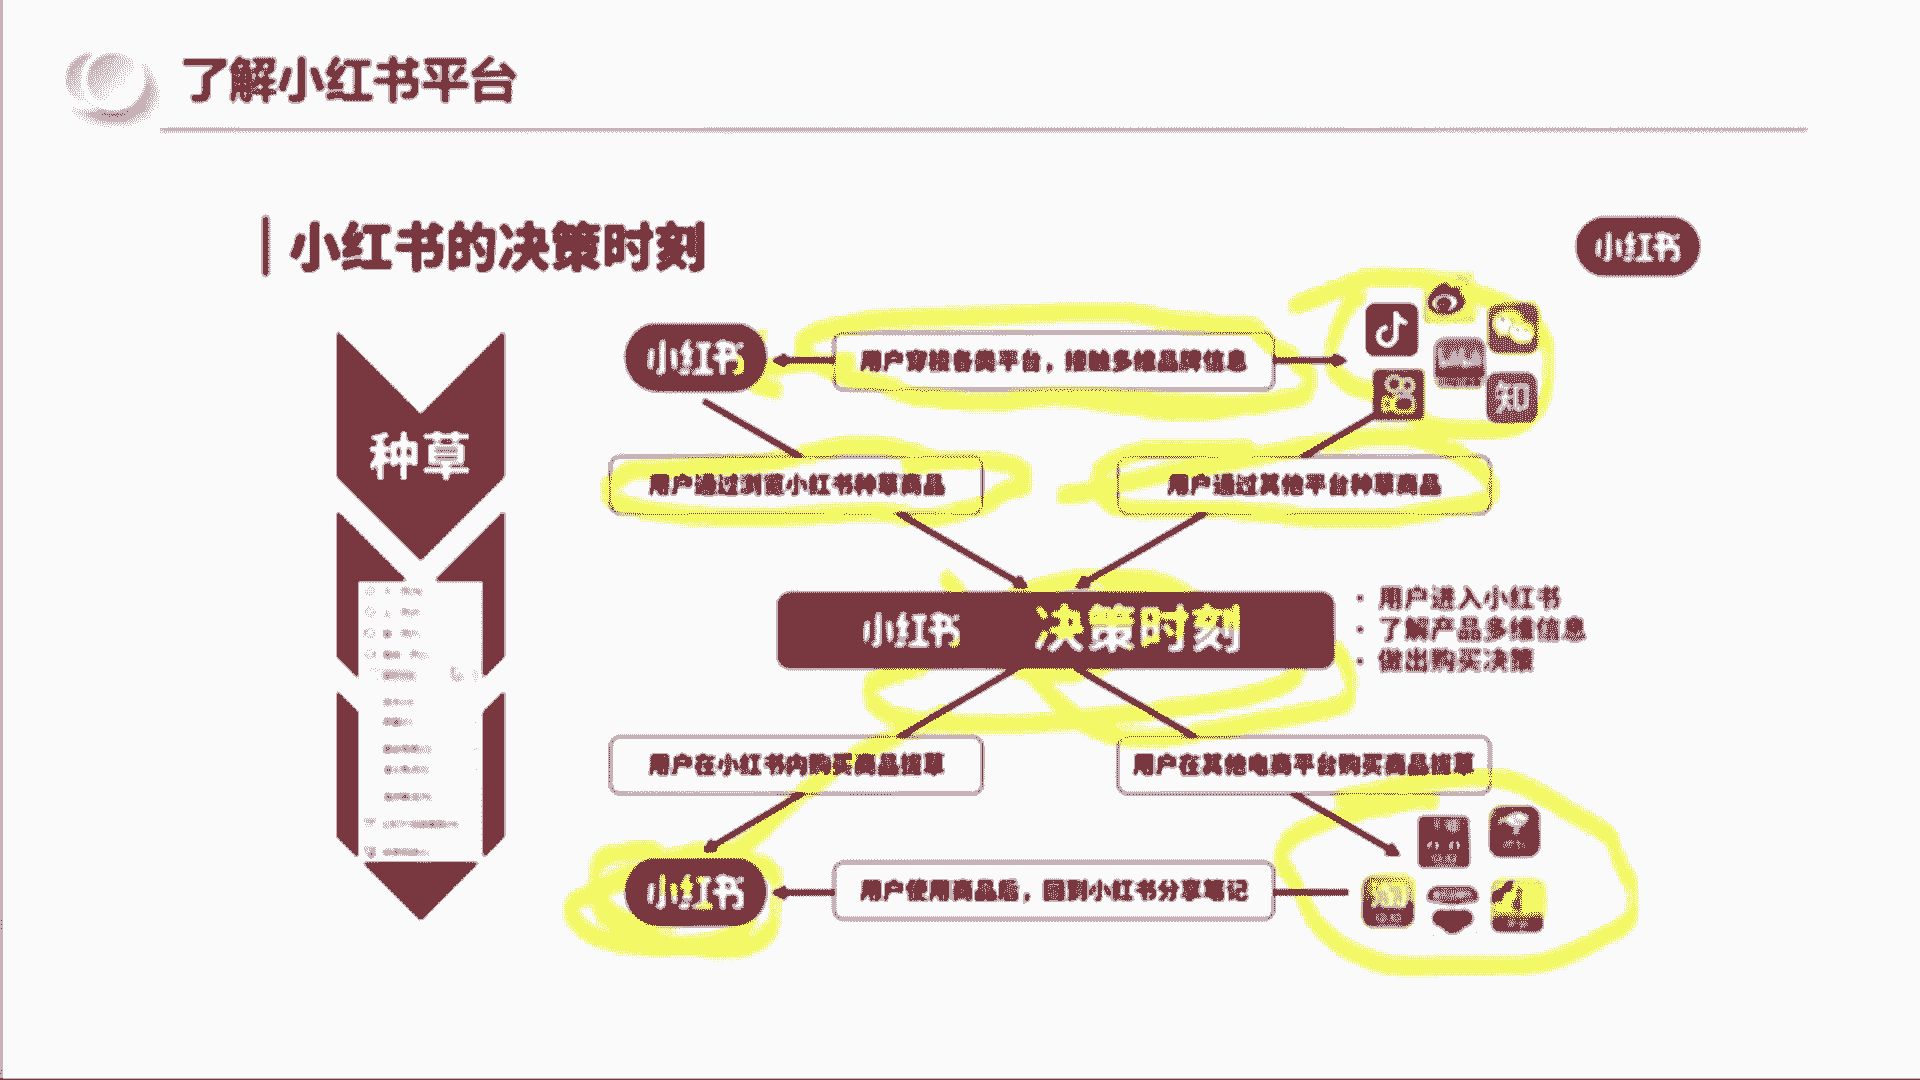 了解小红书平台
小红书的决策时刻
小红书
小红书
用户穿梭各类平台，接触多维品牌信息
知
种草
用户通过浏览小红书种草商品
用户通过其他平台种草商品
小红书 决策时刻
· 用户进入小红书
· 了解产品多维信息
· 做出购买决策
用户在小红书内购买商品拔草
用户在其他电商平台购买商品拔草
小红书
用户使用商品后，回到小红书分享笔记